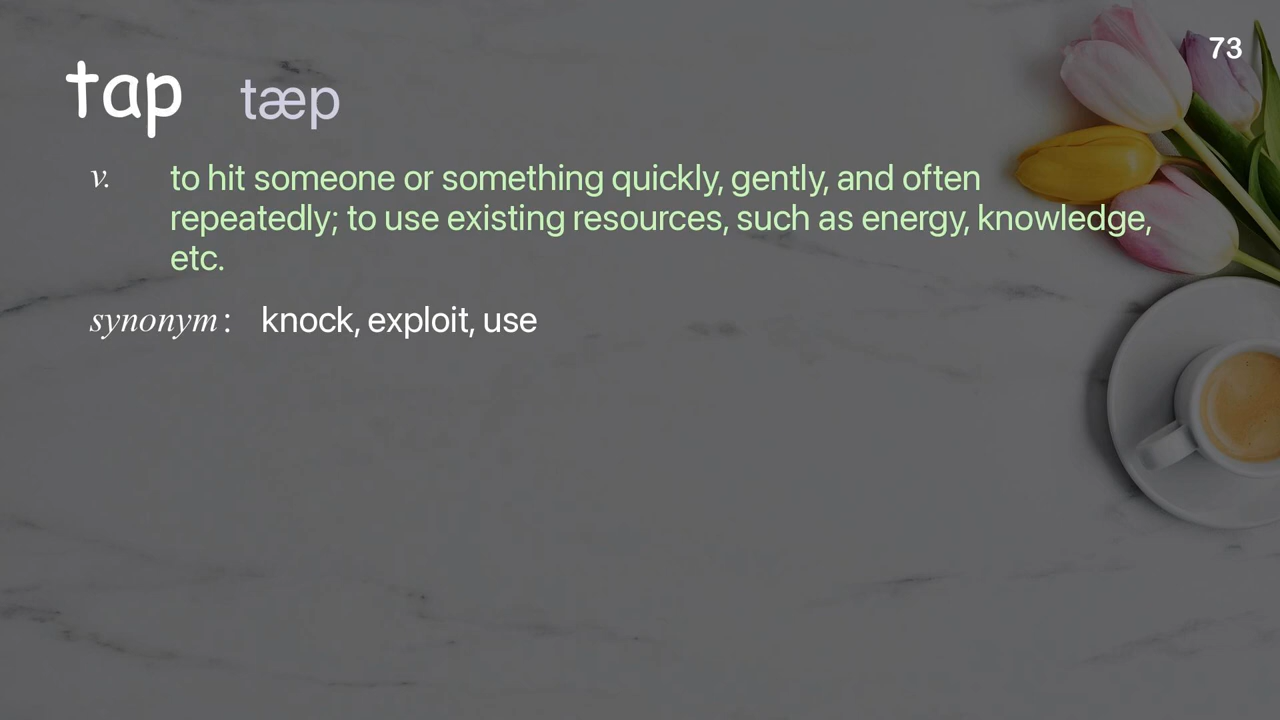 73
tap tæp
v. to hit someone or something quickly, gently, and often
repeatedly; to use existing resources, such as energy, knowledge,
etc.
synonym: knock, exploit, use